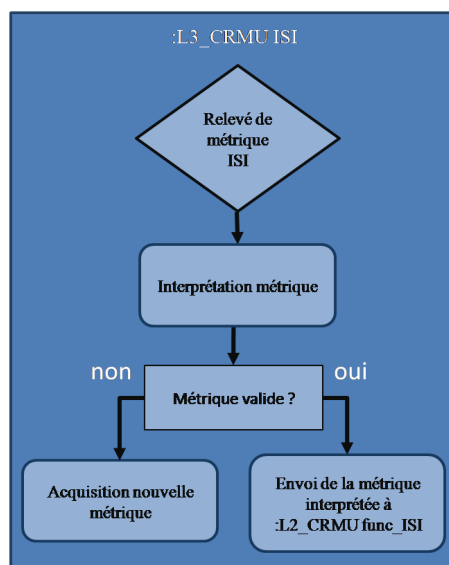 :L3_CRMU ISI
Relevé de
métrique
ISI
Interprétation métrique
non
oui
Métrique valide ?
Acquisition nouvelle
métrique
Envoi de la métrique
interprétée à
:L2_CRMU func_ISI